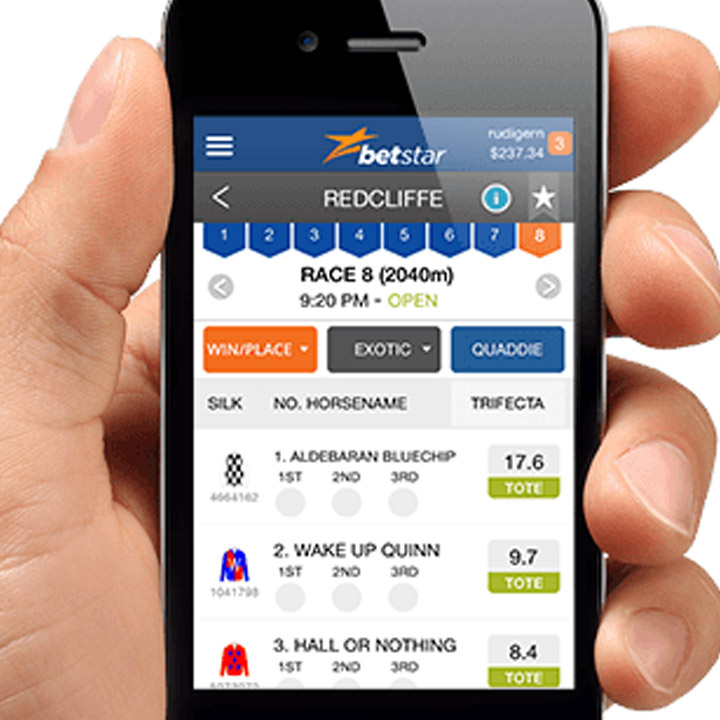 betstar
rudigern
$237.34
3
REDCLIFFE
i
1 2 3 4 5 6 7 8
RACE 8 (2040m)
9:20 PM - OPEN
WIN/PLACE EXOTIC QUADDIE
SILK NO. HORSENAME TRIFECTA
1. ALDEBARAN BLUECHIP
1ST 2ND 3RD
17.6
TOTE
4664162
2. WAKE UP QUINN
1ST 2ND 3RD
9.7
TOTE
1041798
3. HALL OR NOTHING
1ST 2ND 3RD
8.4
TOTE